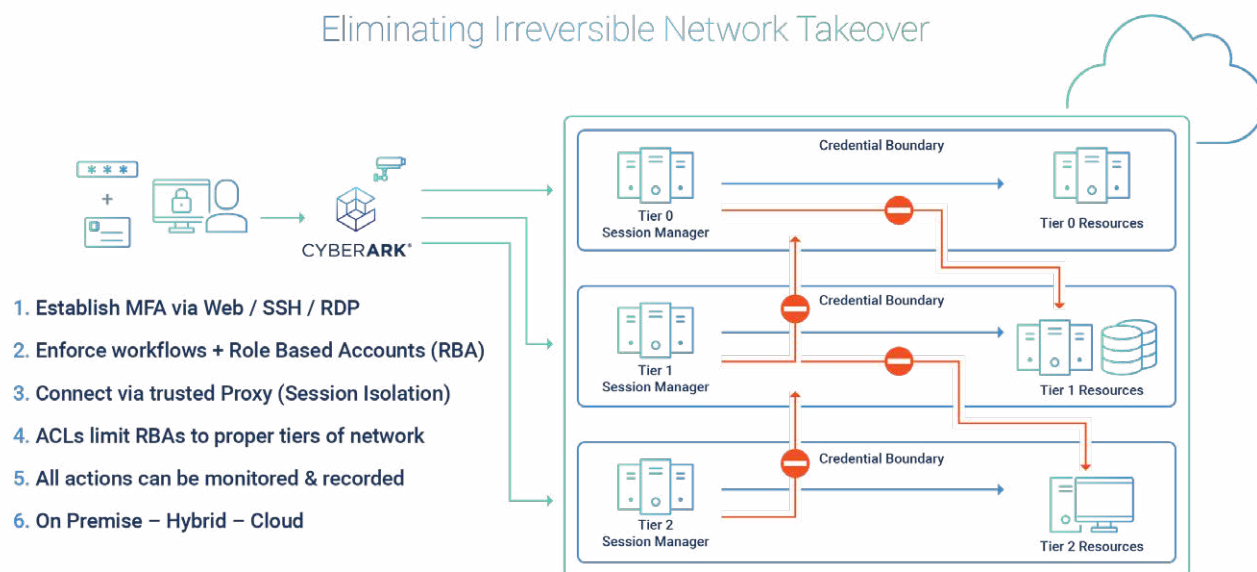 Eliminating Irreversible Network Takeover
* * *
+
CYBERARK®
1. Establish MFA via Web / SSH / RDP
2. Enforce workflows + Role Based Accounts (RBA)
3. Connect via trusted Proxy (Session Isolation)
4. ACLs limit RBAs to proper tiers of network
5. All actions can be monitored & recorded
6. On Premise – Hybrid – Cloud
Credential Boundary
Tier 0
Session Manager
Tier 0 Resources
Credential Boundary
Tier 1
Session Manager
Tier 1 Resources
Credential Boundary
Tier 2
Session Manager
Tier 2 Resources